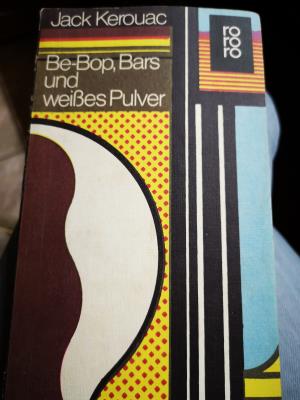 Jack Kerouac
Be-Bop, Bars
und
weißes Pulver
ro
ro
ro